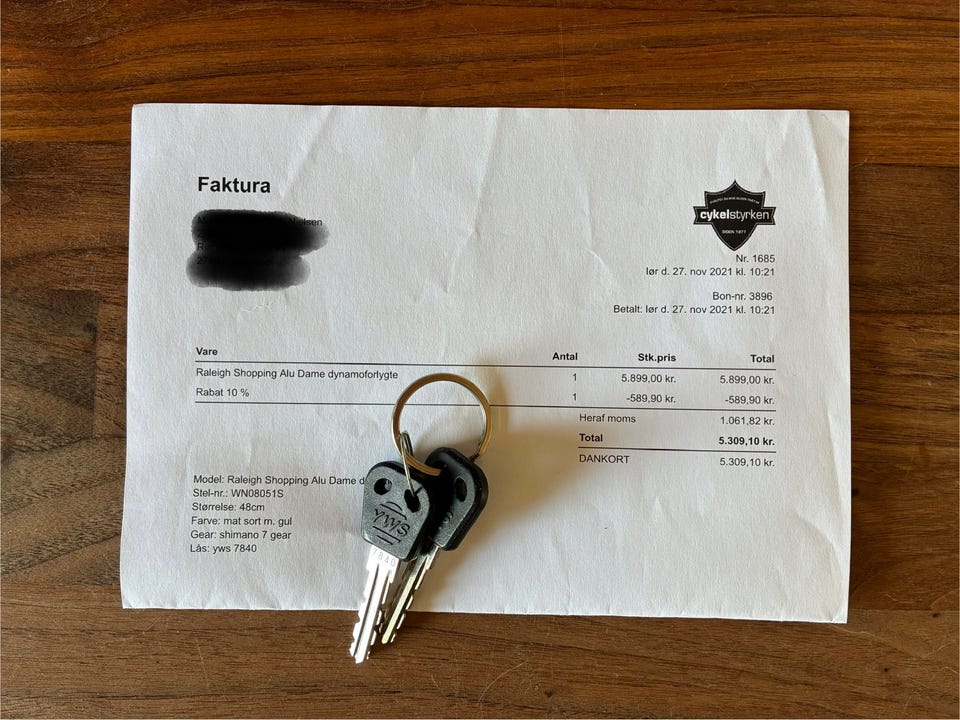 Faktura
cykelstyrken
SIDEN 1877
Nr. 1685
lør d. 27. nov 2021 kl. 10:21
Bon-nr. 3896
Betalt: lør d. 27. nov 2021 kl. 10:21
Vare Antal Stk.pris Total
Raleigh Shopping Alu Dame dynamoforlygte 1 5.899,00 kr. 5.899,00 kr.
Rabat 10 % 1 -589,90 kr. -589,90 kr.
Heraf moms 1.061,82 kr.
Total 5.309,10 kr.
DANKORT 5.309,10 kr.
Model: Raleigh Shopping Alu Dame d
Stel-nr.: WN08051S
Størrelse: 48cm
Farve: mat sort m. gul
Gear: shimano 7 gear
Lås: yws 7840
YWS
7840